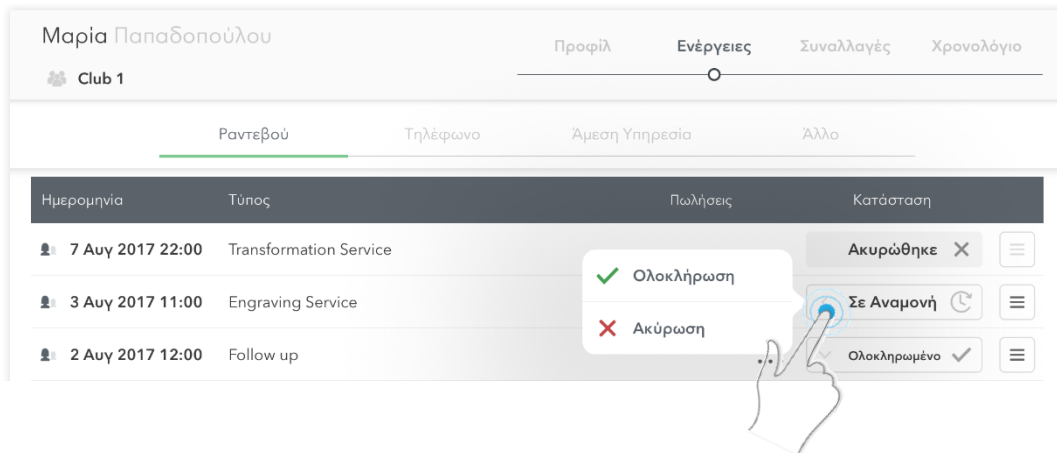 Μαρία Παπαδοπούλου
Club 1
Προφίλ Ενέργειες Συναλλαγές Χρονολόγιο
Ραντεβού Τηλέφωνο Άμεση Υπηρεσία Άλλο
Ημερομηνία Τύπος Πωλήσεις Κατάσταση
7 Αυγ 2017 22:00 Transformation Service Ακυρώθηκε
Ολοκλήρωση
3 Αυγ 2017 11:00 Engraving Service Σε Αναμονή
Ακύρωση
2 Αυγ 2017 12:00 Follow up Ολοκληρωμένο